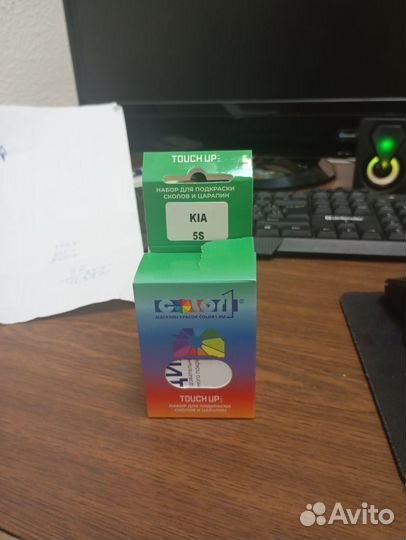 TOUCH UP
НАБОР ДЛЯ ПОДКРАСКИ
СКОЛОВ И ЦАРАПИН
KIA
5S
COLOR1
МАГАЗИН КРАСОК COLOR1.RU
TOUCH UP
НАБОР ДЛЯ ПОДКРАСКИ
СКОЛОВ И ЦАРАПИН
defender
Avito